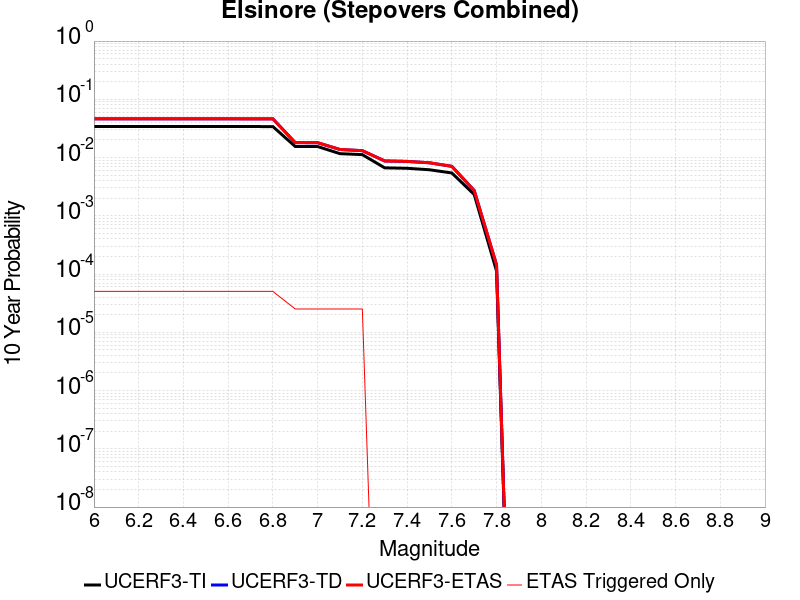 Elsinore (Stepovers Combined)
10 0
10 -1
10 -2
10 -3
10 -4
10 -5
10 -6
10 -7
10 -8
10 Year Probability
6 6.2 6.4 6.6 6.8 7 7.2 7.4 7.6 7.8 8 8.2 8.4 8.6 8.8 9
Magnitude
UCERF3-TI UCERF3-TD UCERF3-ETAS ETAS Triggered Only